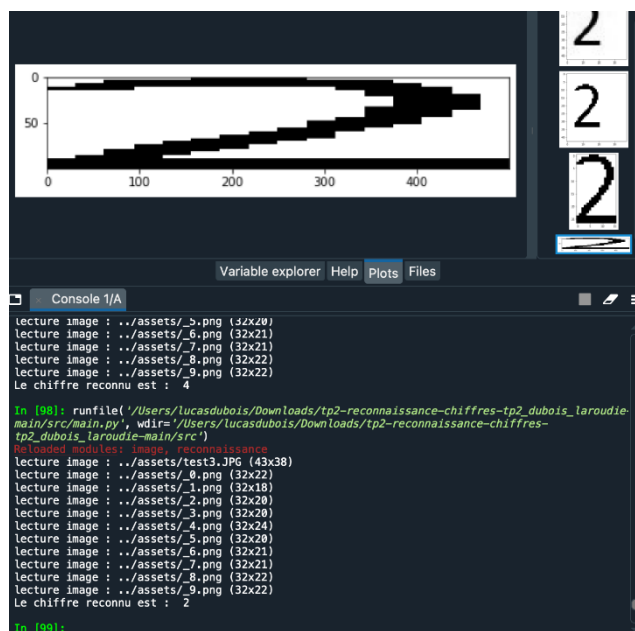 2
2
2
0
50
0 100 200 300 400
Variable explorer Help Plots Files
Console 1/A
lecture image : ../assets/_5.png (32x20)
lecture image : ../assets/_6.png (32x21)
lecture image : ../assets/_7.png (32x21)
lecture image : ../assets/_8.png (32x22)
lecture image : ../assets/_9.png (32x22)
Le chiffre reconnu est : 4
In [98]: runfile('/Users/lucasdubois/Downloads/tp2-reconnaissance-chiffres-tp2_dubois_laroudie-
main/src/main.py', wdir='/Users/lucasdubois/Downloads/tp2-reconnaissance-chiffres-
tp2_dubois_laroudie-main/src')
Reloaded modules: image, reconnaissance
lecture image : ../assets/test3.JPG (43x38)
lecture image : ../assets/_0.png (32x22)
lecture image : ../assets/_1.png (32x18)
lecture image : ../assets/_2.png (32x20)
lecture image : ../assets/_3.png (32x20)
lecture image : ../assets/_4.png (32x24)
lecture image : ../assets/_5.png (32x20)
lecture image : ../assets/_6.png (32x21)
lecture image : ../assets/_7.png (32x21)
lecture image : ../assets/_8.png (32x22)
lecture image : ../assets/_9.png (32x22)
Le chiffre reconnu est : 2
In [99]: